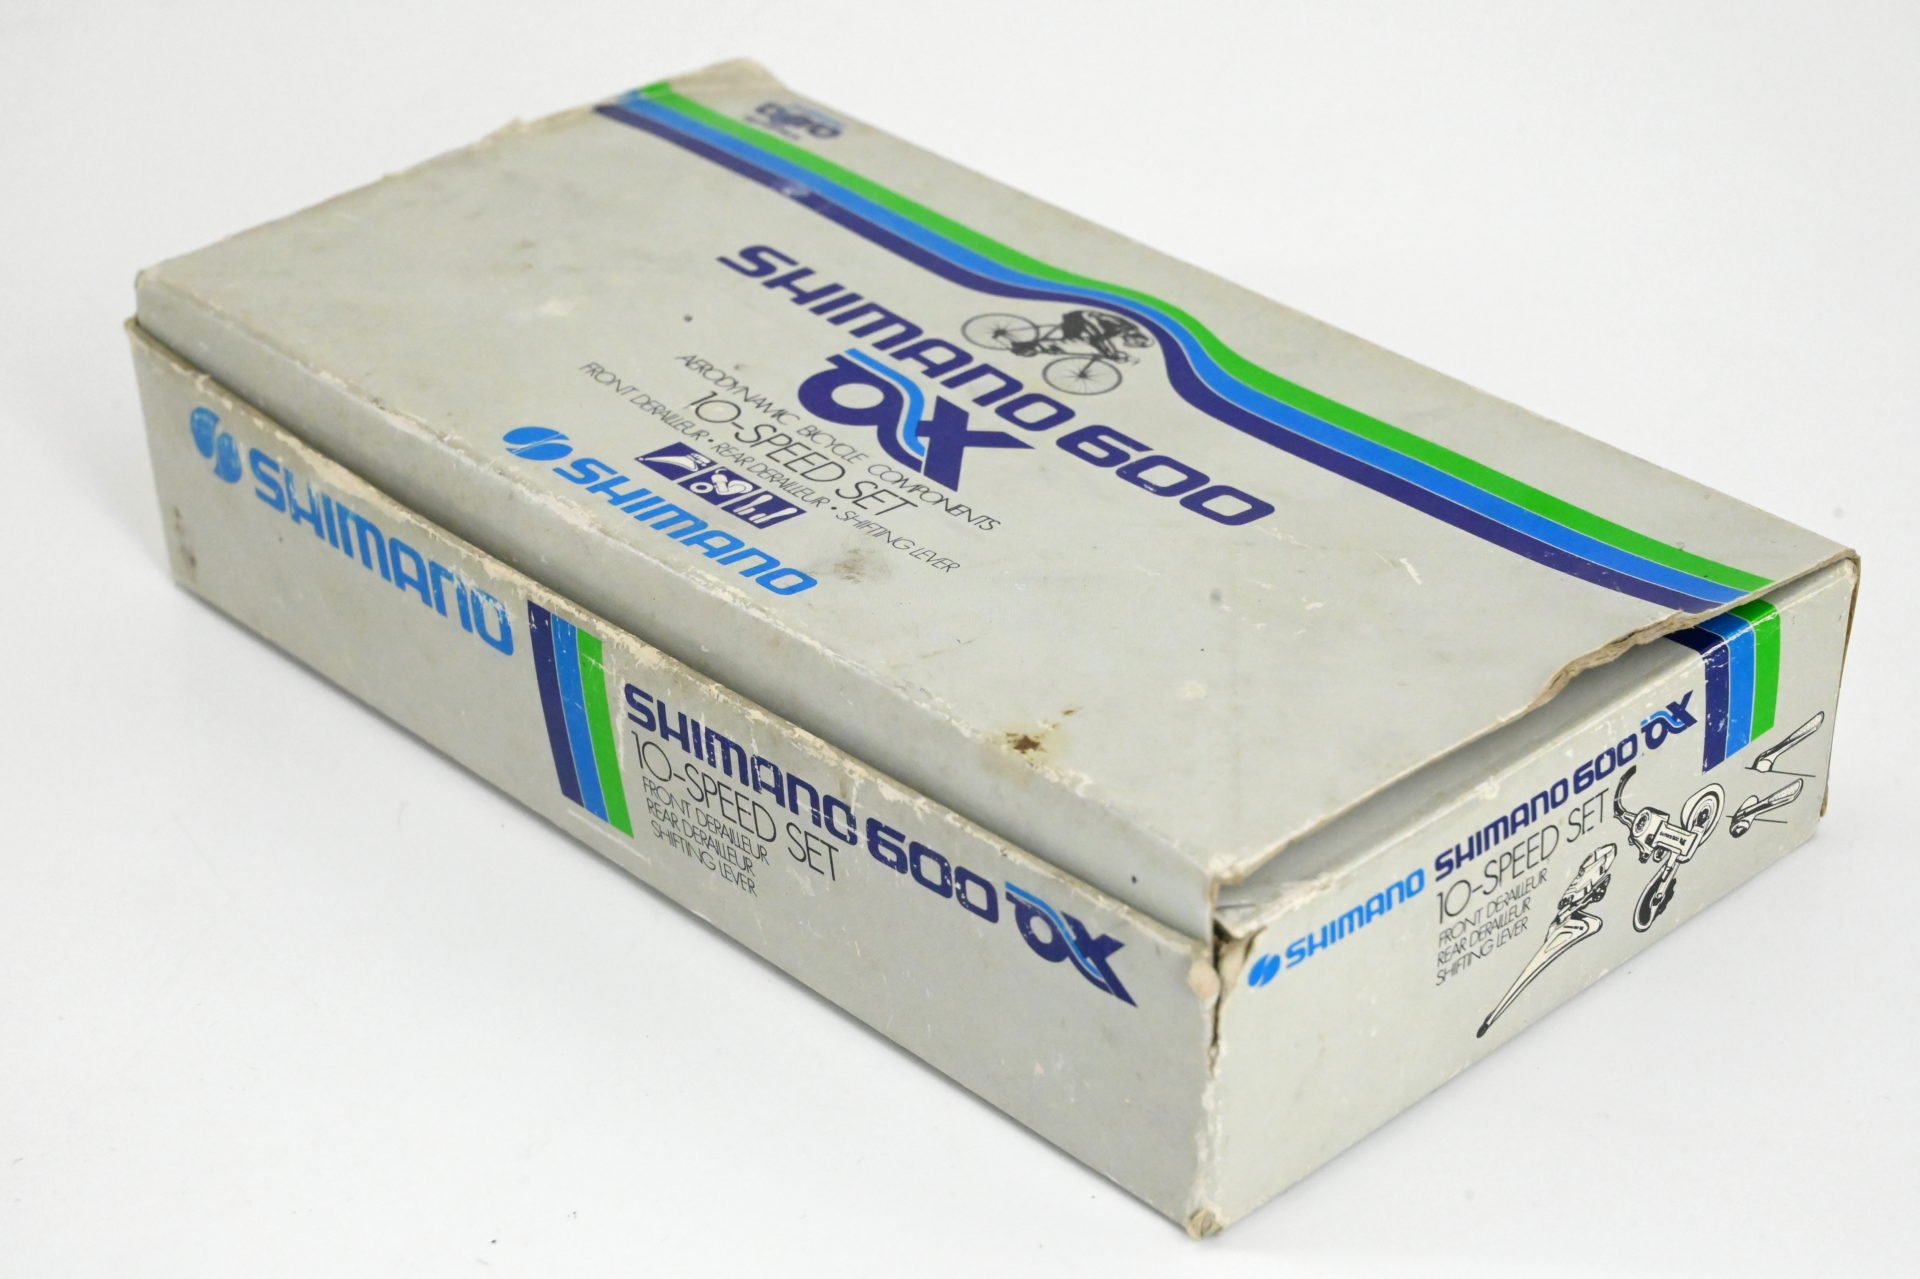 SHIMANO 600
AX
AERODYNAMIC BICYCLE COMPONENTS
10-SPEED SET
FRONT DERAILLEUR • REAR DERAILLEUR • SHIFTING LEVER
SHIMANO
SHIMANO
SHIMANO 600 AX
10-SPEED SET
FRONT DERAILLEUR
REAR DERAILLEUR
SHIFTING LEVER
SHIMANO SHIMANO 600 AX
10-SPEED SET
FRONT DERAILLEUR
REAR DERAILLEUR
SHIFTING LEVER